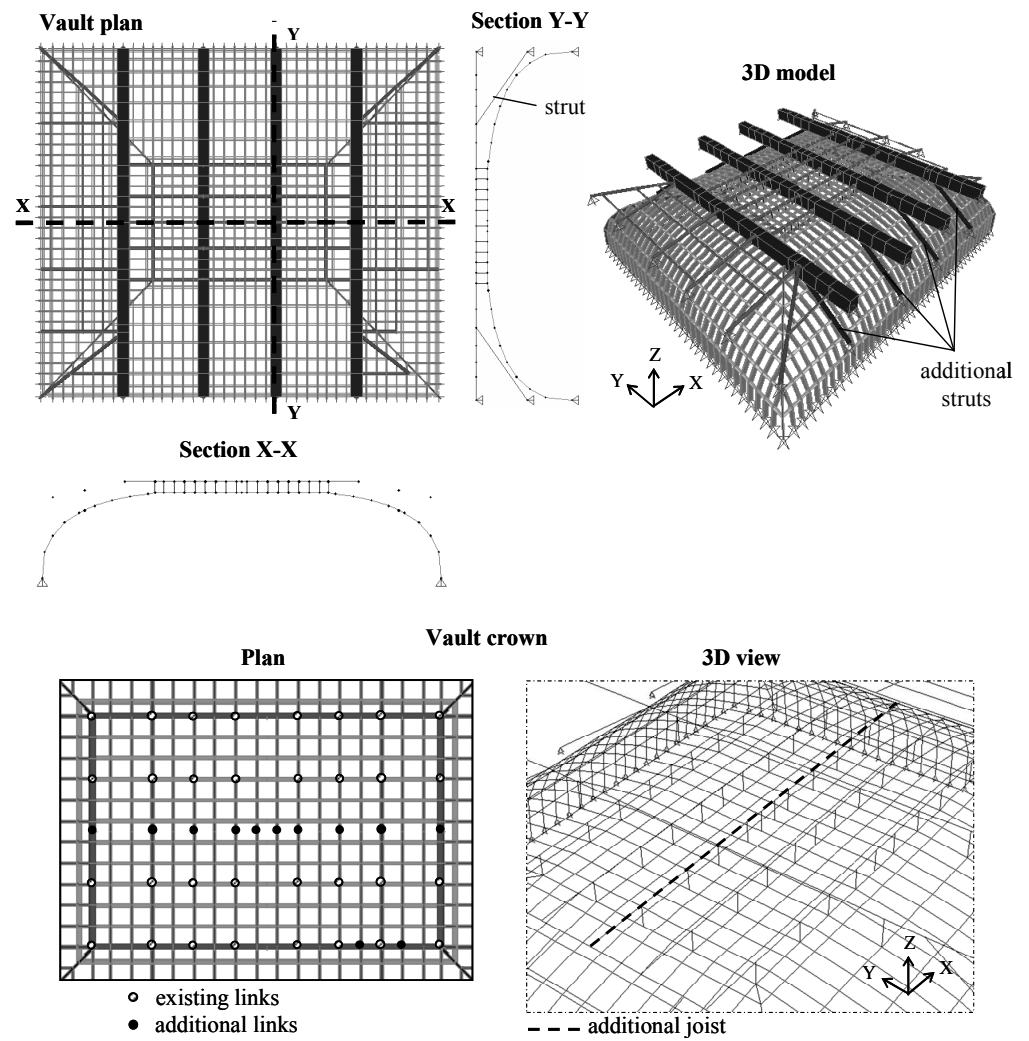 Vault plan
Y
X
X
Y
Section Y-Y
strut
3D model
Z
Y
X
additional
struts
Section X-X
Vault crown
Plan
3D view
Z
Y
X
existing links
additional links
additional joist